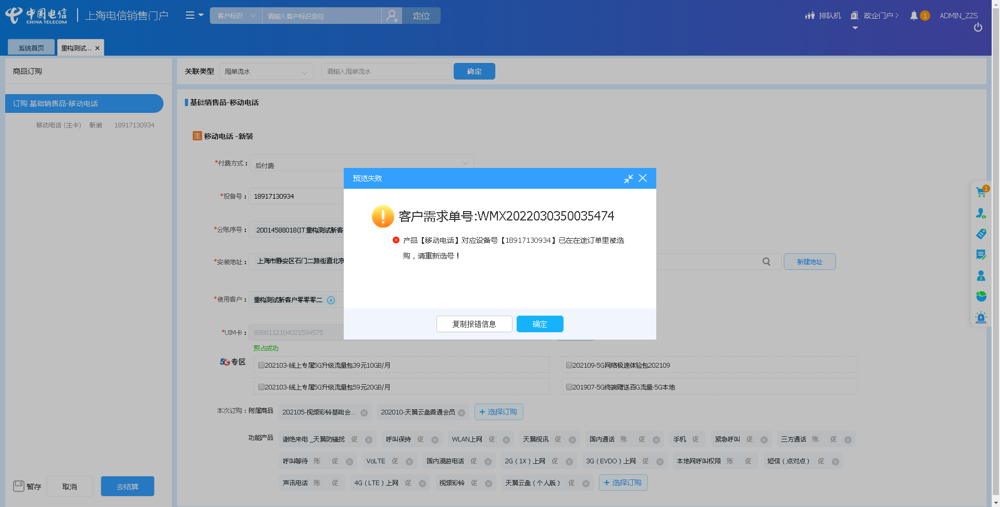 中国电信
CHINA TELECOM
上海电信销售门户
客户标识
请输入客户标识定位
定位
排队机
政企门户
1
ADMIN_ZZS
系统首页
重构测试...
商品订购
订购 基础销售品-移动电话
移动电话 (主卡) 新装 18917130934
关联类型
甩单流水
请输入甩单流水
确定
基础销售品-移动电话
主 移动电话 -新装
*付费方式：
后付费
*设备号：
18917130934
*分账序号：
20014588018(IT重构测试新客
*安装地址：
上海市静安区石门二路街道北京
新建地址
*使用客户：
重构测试新客户零零零二
*UIM卡：
8986112104021594575
预占成功
预览失败
客户需求单号:WMX2022030350035474
产品【移动电话】对应设备号【18917130934】已在在途订单里被选
购，请重新选号！
复制报错信息
确定
1
5G专区
202103-线上专属5G升级流量包39元10GB/月
202109-5G网络极速体验包202109
202103-线上专属5G升级流量包59元20GB/月
201907-5G终端赠送百G流量-5G本地
本次订购：附属商品
202105-视频彩铃基础会...
202010-天翼云盘普通会员
+ 选择订购
功能产品
谢绝来电 _天翼防骚扰 促
呼叫保持 促
WLAN上网 促
天翼视讯 促
国内通话 账 促
手机 促
紧急呼叫 促
三方通话 账 促
呼叫等待 账 促
VoLTE 促
国内漫游电话 促
2G（1X）上网 促
3G（EVDO）上网 促
本地网呼叫权限 账 促
短信（点对点） 促
声讯电话 账 促
4G（LTE）上网 促
视频彩铃 促
天翼云盘（个人版） 促
+ 选择订购
暂存
取消
去结算